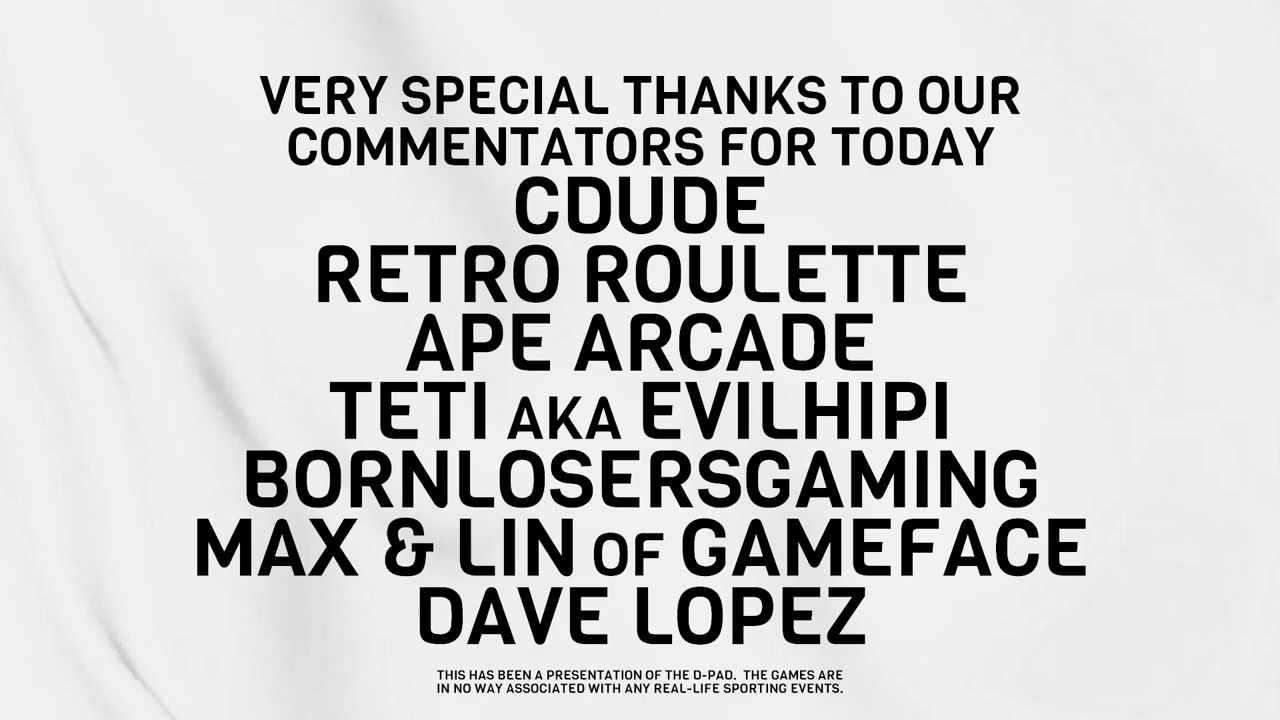 VERY SPECIAL THANKS TO OUR
COMMENTATORS FOR TODAY
CDUDE
RETRO ROULETTE
APE ARCADE
TETI AKA EVILHIPI
BORNLOSERSGAMING
MAX & LIN OF GAMEFACE
DAVE LOPEZ
THIS HAS BEEN A PRESENTATION OF THE D-PAD. THE GAMES ARE
IN NO WAY ASSOCIATED WITH ANY REAL-LIFE SPORTING EVENTS.